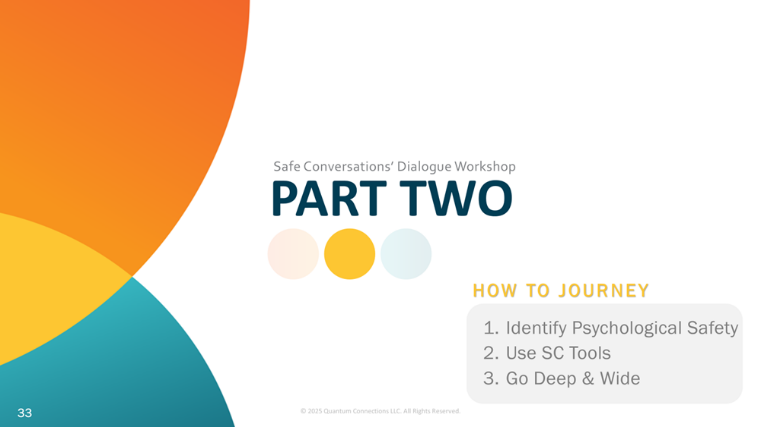 Safe Conversations’ Dialogue Workshop
PART TWO
HOW TO JOURNEY
1. Identify Psychological Safety
2. Use SC Tools
3. Go Deep & Wide
33
© 2025 Quantum Connections LLC. All Rights Reserved.